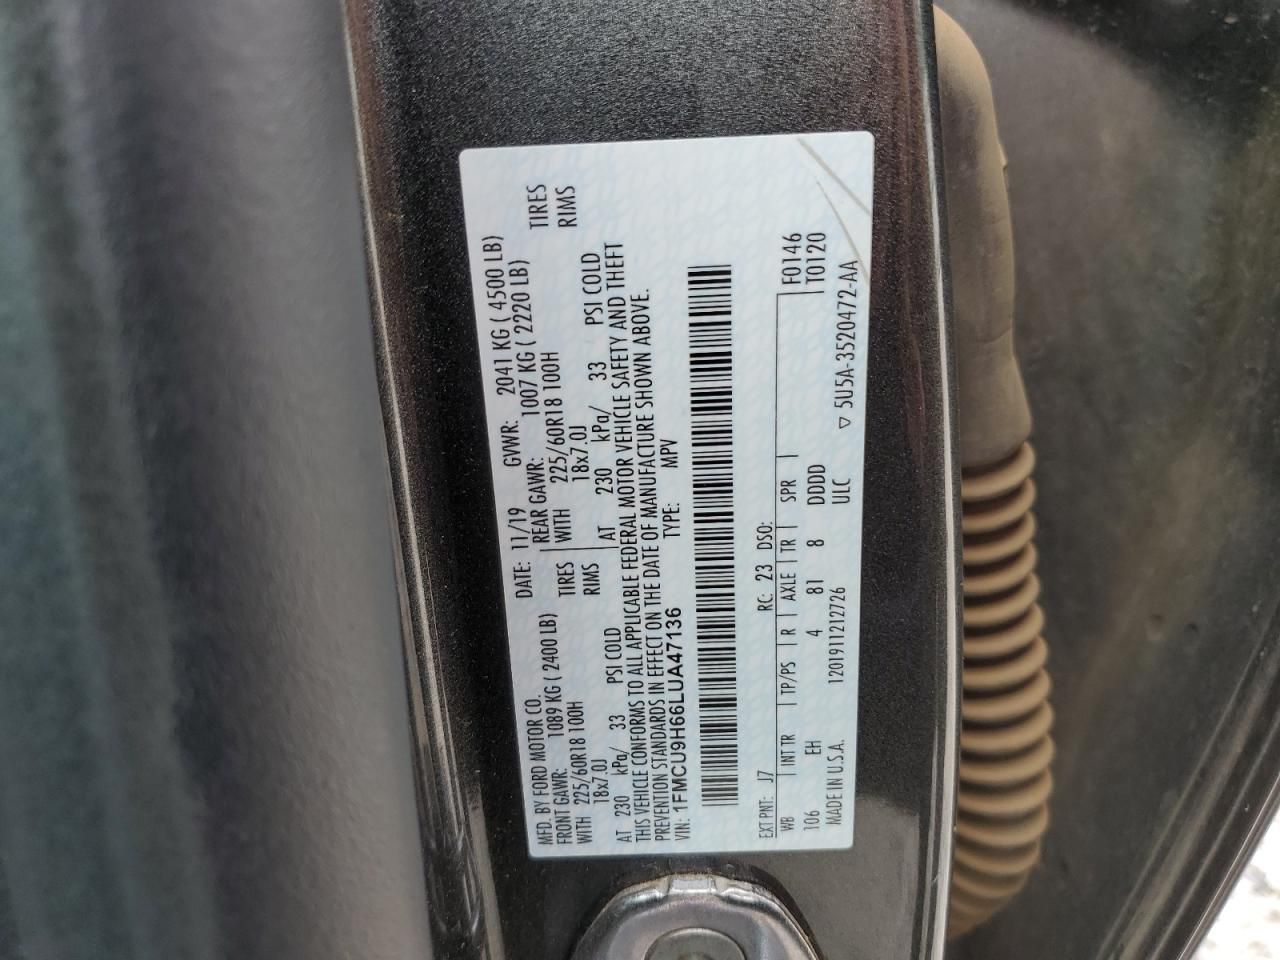 MFD. BY FORD MOTOR CO.
DATE: 11/19 GVWR: 2041 KG ( 4500 LB)
FRONT GAWR: 1089 KG ( 2400 LB) REAR GAWR: 1007 KG ( 2220 LB)
WITH 225/60R18 100H TIRES WITH 225/60R18 100H TIRES
18x7.0J RIMS 18x7.0J RIMS
AT 230 kPa/ 33 PSI COLD AT 230 kPa/ 33 PSI COLD
THIS VEHICLE CONFORMS TO ALL APPLICABLE FEDERAL MOTOR VEHICLE SAFETY AND THEFT
PREVENTION STANDARDS IN EFFECT ON THE DATE OF MANUFACTURE SHOWN ABOVE.
VIN: 1FMCU9H66LUA47136 TYPE: MPV
EXT PNT: J7 RC: 23 DSO:
WB INT TR TP/PS R AXLE TR SPR F0146
106 EH 4 81 8 DDDD T0120
MADE IN U.S.A. 1201911212726 ULC
▽ 5U5A-3520472-AA